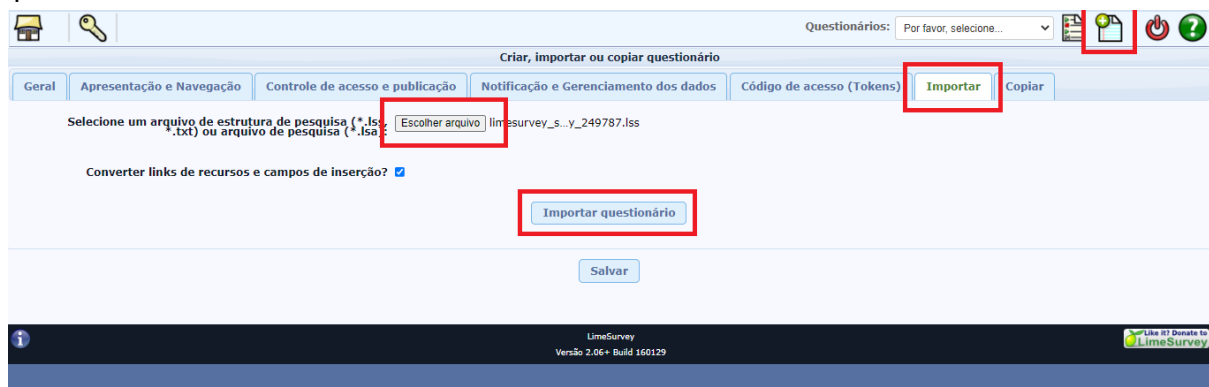 Questionários: Por favor, selecione...
Criar, importar ou copiar questionário
Geral Apresentação e Navegação Controle de acesso e publicação Notificação e Gerenciamento dos dados Código de acesso (Tokens) Importar Copiar
Selecione um arquivo de estrutura de pesquisa (*.lss, Escolher arquivo limesurvey_s...y_249787.lss
*.txt) ou arquivo de pesquisa (*.lsa):
Converter links de recursos e campos de inserção?
Importar questionário
Salvar
LimeSurvey
Versão 2.06+ Build 160129
Like it? Donate to
LimeSurvey